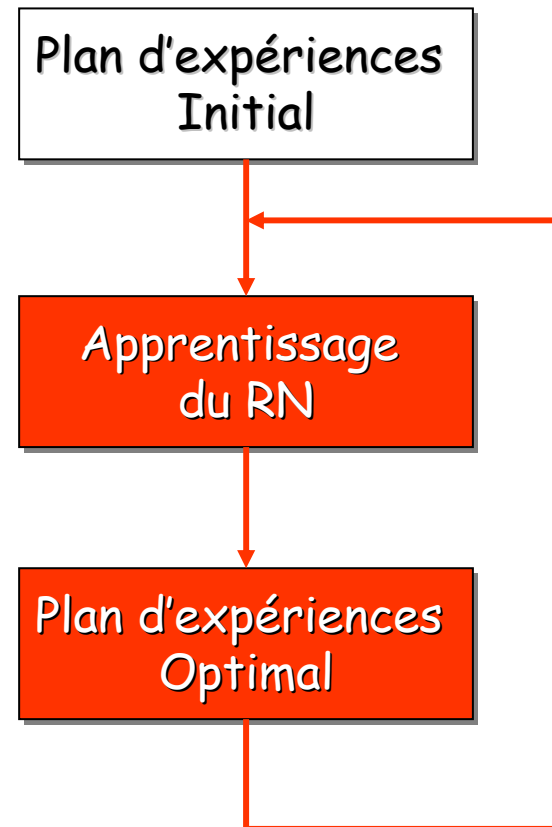 Plan d’expériences
Initial
Apprentissage
du RN
Plan d’expériences
Optimal